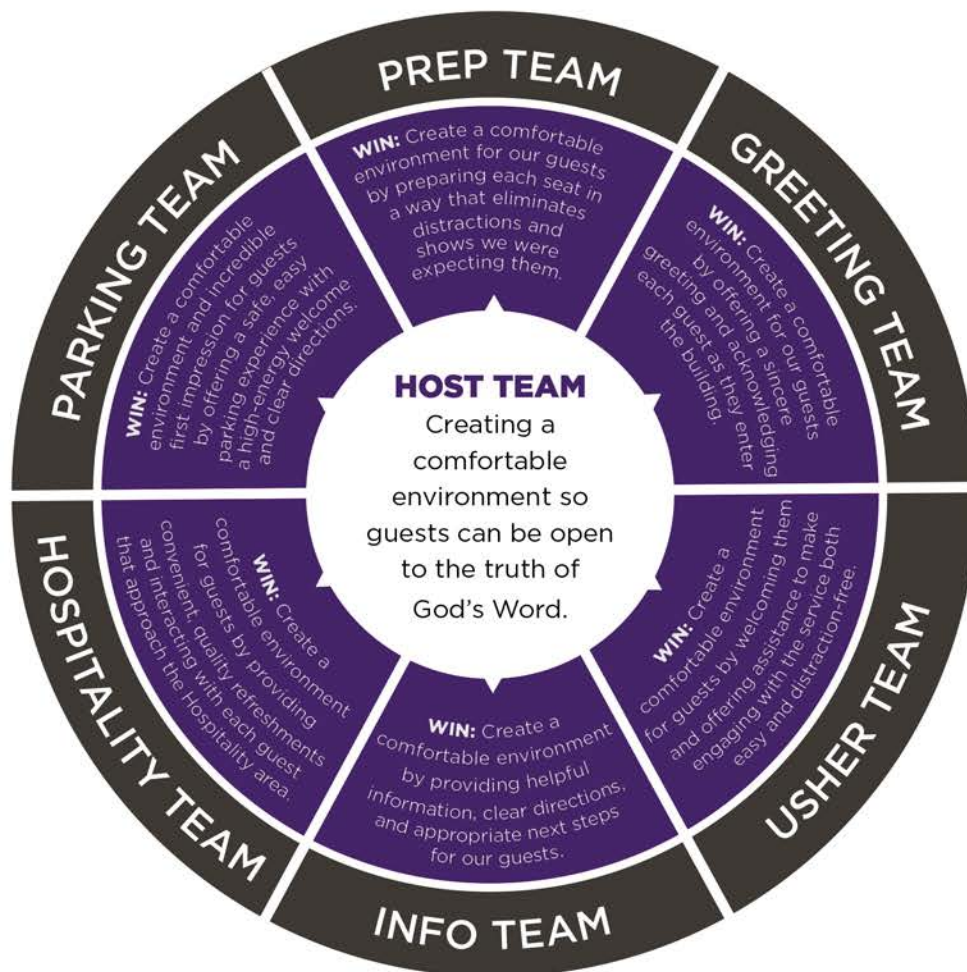 PREP TEAM
WIN: Create a comfortable
environment for our guests
by preparing each seat in
a way that eliminates
distractions and
shows we were
expecting them.
GREETING TEAM
WIN: Create a comfortable
environment for our guests
by offering a sincere
greeting and acknowledging
each guest as they enter
the building.
USHER TEAM
WIN: Create a
comfortable environment
for guests by welcoming them
and offering assistance to make
engaging with the service both
easy and distraction-free.
INFO TEAM
WIN: Create a
comfortable environment
by providing helpful
information, clear directions,
and appropriate next steps
for our guests.
HOSPITALITY TEAM
WIN: Create a
comfortable environment
for guests by providing
convenient, quality refreshments
and interacting with each guest
that approach the Hospitality area.
PARKING TEAM
WIN: Create a comfortable
environment and incredible
first impression for guests
by offering a safe, easy
parking experience with
a high-energy welcome
and clear directions.
HOST TEAM
Creating a
comfortable
environment so
guests can be open
to the truth of
God's Word.